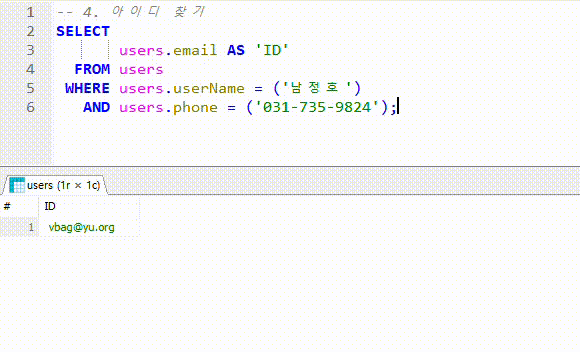 1 -- 4. 아이디 찾기
2 SELECT
3 users.email AS 'ID'
4 FROM users
5 WHERE users.userName = ('남정호')
6 AND users.phone = ('031-735-9824');
users (1r × 1c)
# ID
1 vbag@yu.org